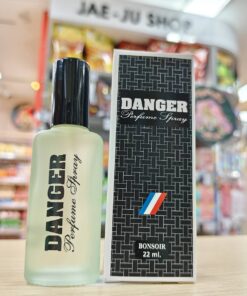 JAE-JU SHOP
DANGER
Perfume Spray
DANGER
Perfume Spray
BONSOIR
22 ml.